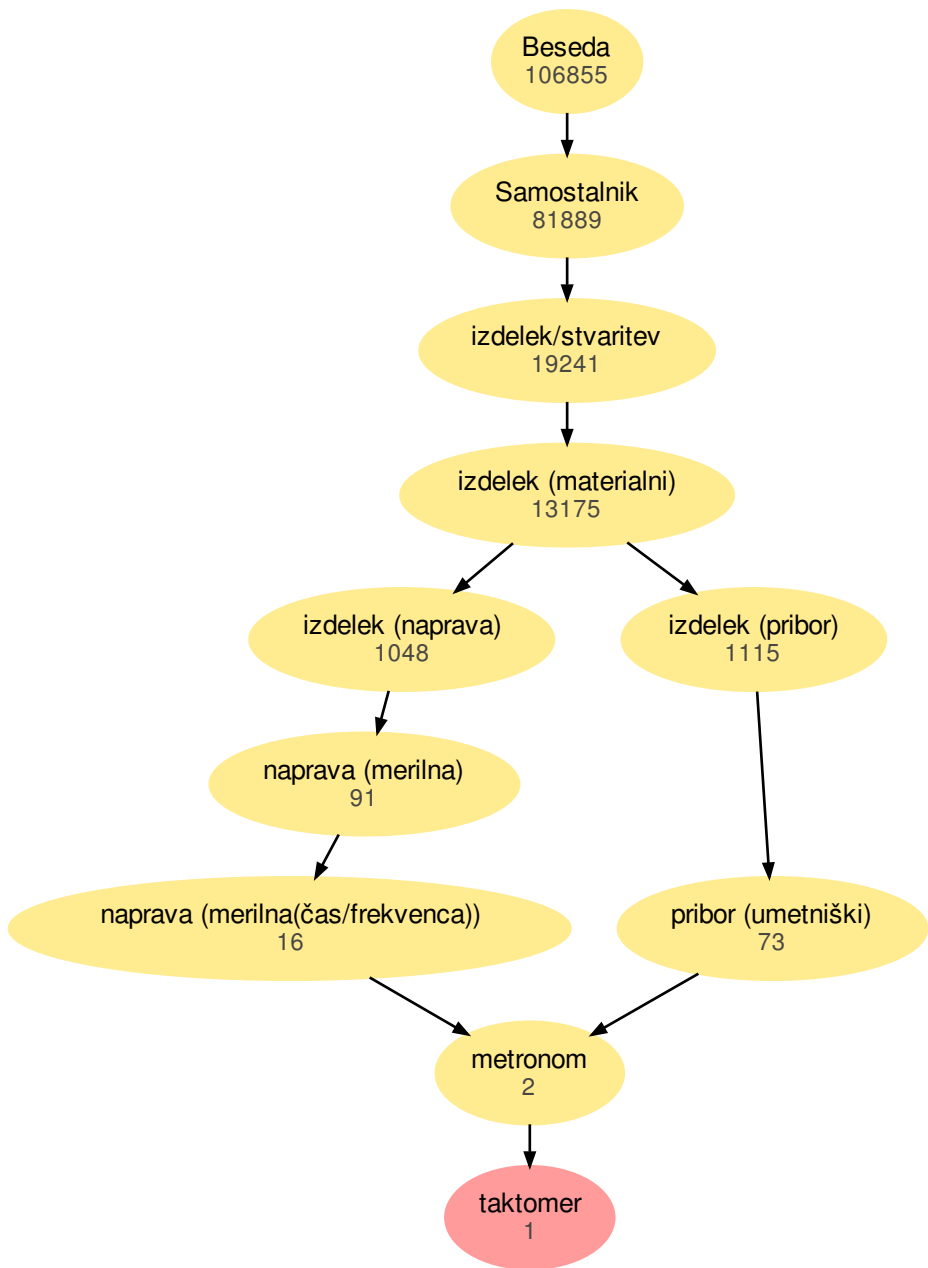 Beseda
106855
Samostalnik
81889
izdelek/stvaritev
19241
izdelek (materialni)
13175
izdelek (naprava)
1048
izdelek (pribor)
1115
naprava (merilna)
91
naprava (merilna(čas/frekvenca))
16
pribor (umetniški)
73
metronom
2
taktomer
1